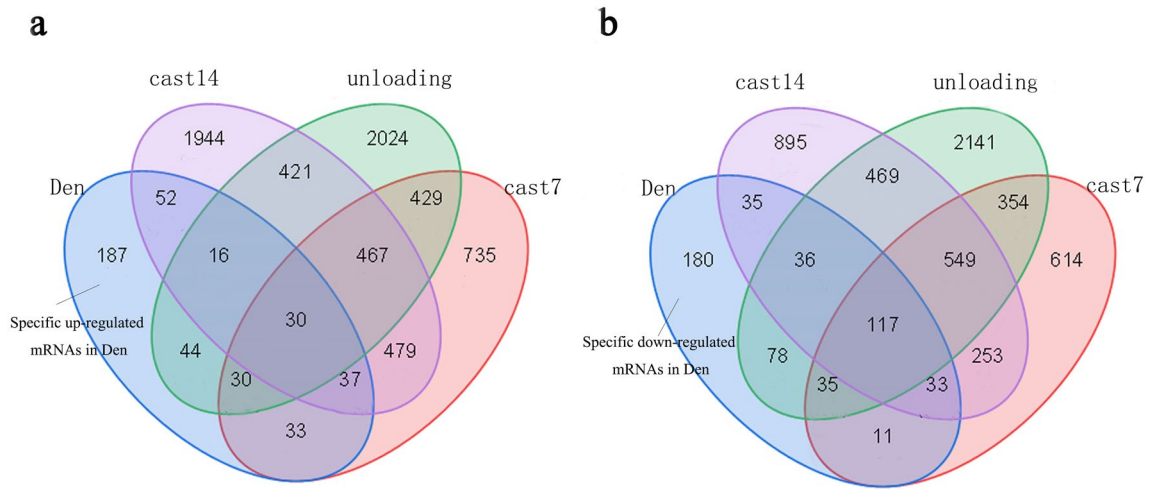 a
cast14
unloading
Den
cast7
1944
2024
421
52
429
187
16
467
735
Specific up-regulated
mRNAs in Den
30
44
479
30
37
33
b
cast14
unloading
Den
cast7
895
2141
469
35
354
180
36
549
614
Specific down-regulated
mRNAs in Den
117
78
253
35
33
11